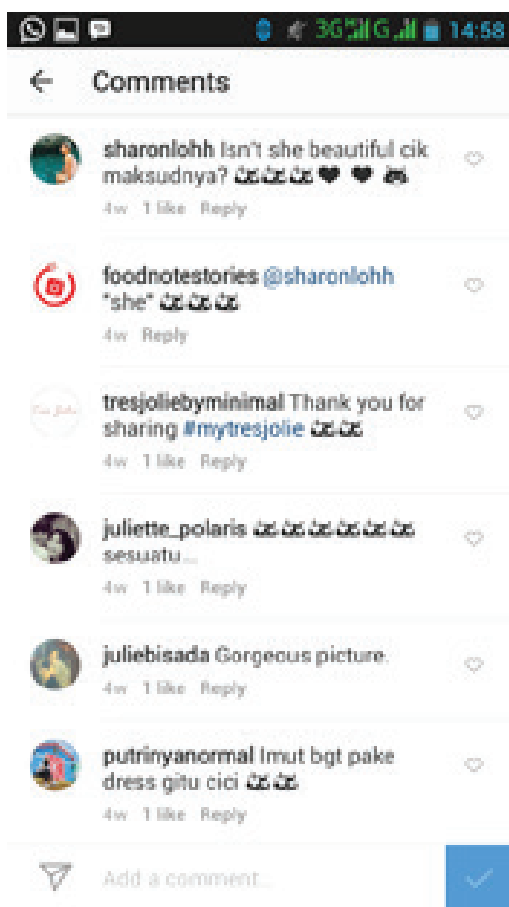 3G G 14:58
Comments
sharonlohh Isn't she beautiful cik
maksudnya?
4w 1 like Reply
foodnotestories @sharonlohh
"she"
4w Reply
tresjoliebyminimal Thank you for
sharing #mytresjolie
4w 1 like Reply
juliette_polaris
sesuatu...
4w 1 like Reply
juliebisada Gorgeous picture.
4w 1 like Reply
putrinyanormal Imut bgt pake
dress gitu cici
4w 1 like Reply
Add a comment...